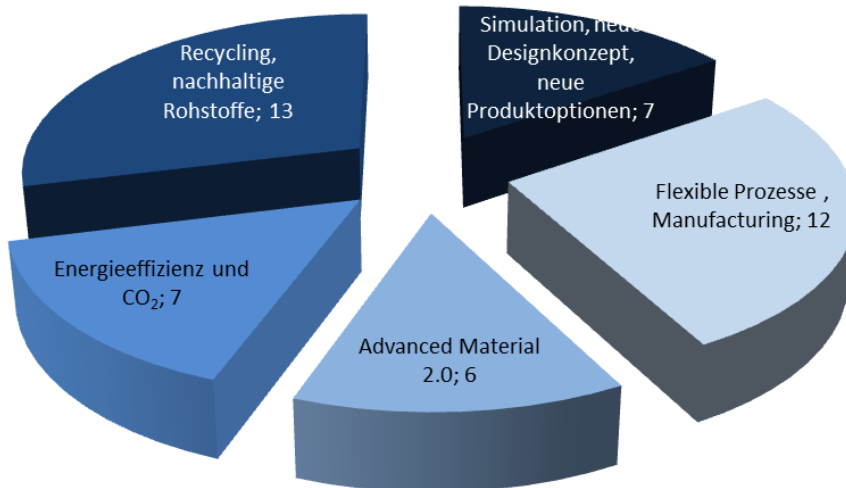 Recycling,
nachhaltige
Rohstoffe; 13
Simulation, neue
Designkonzept,
neue
Produktoptionen; 7
Flexible Prozesse ,
Manufacturing; 12
Energieeffizienz und
CO₂; 7
Advanced Material
2.0; 6